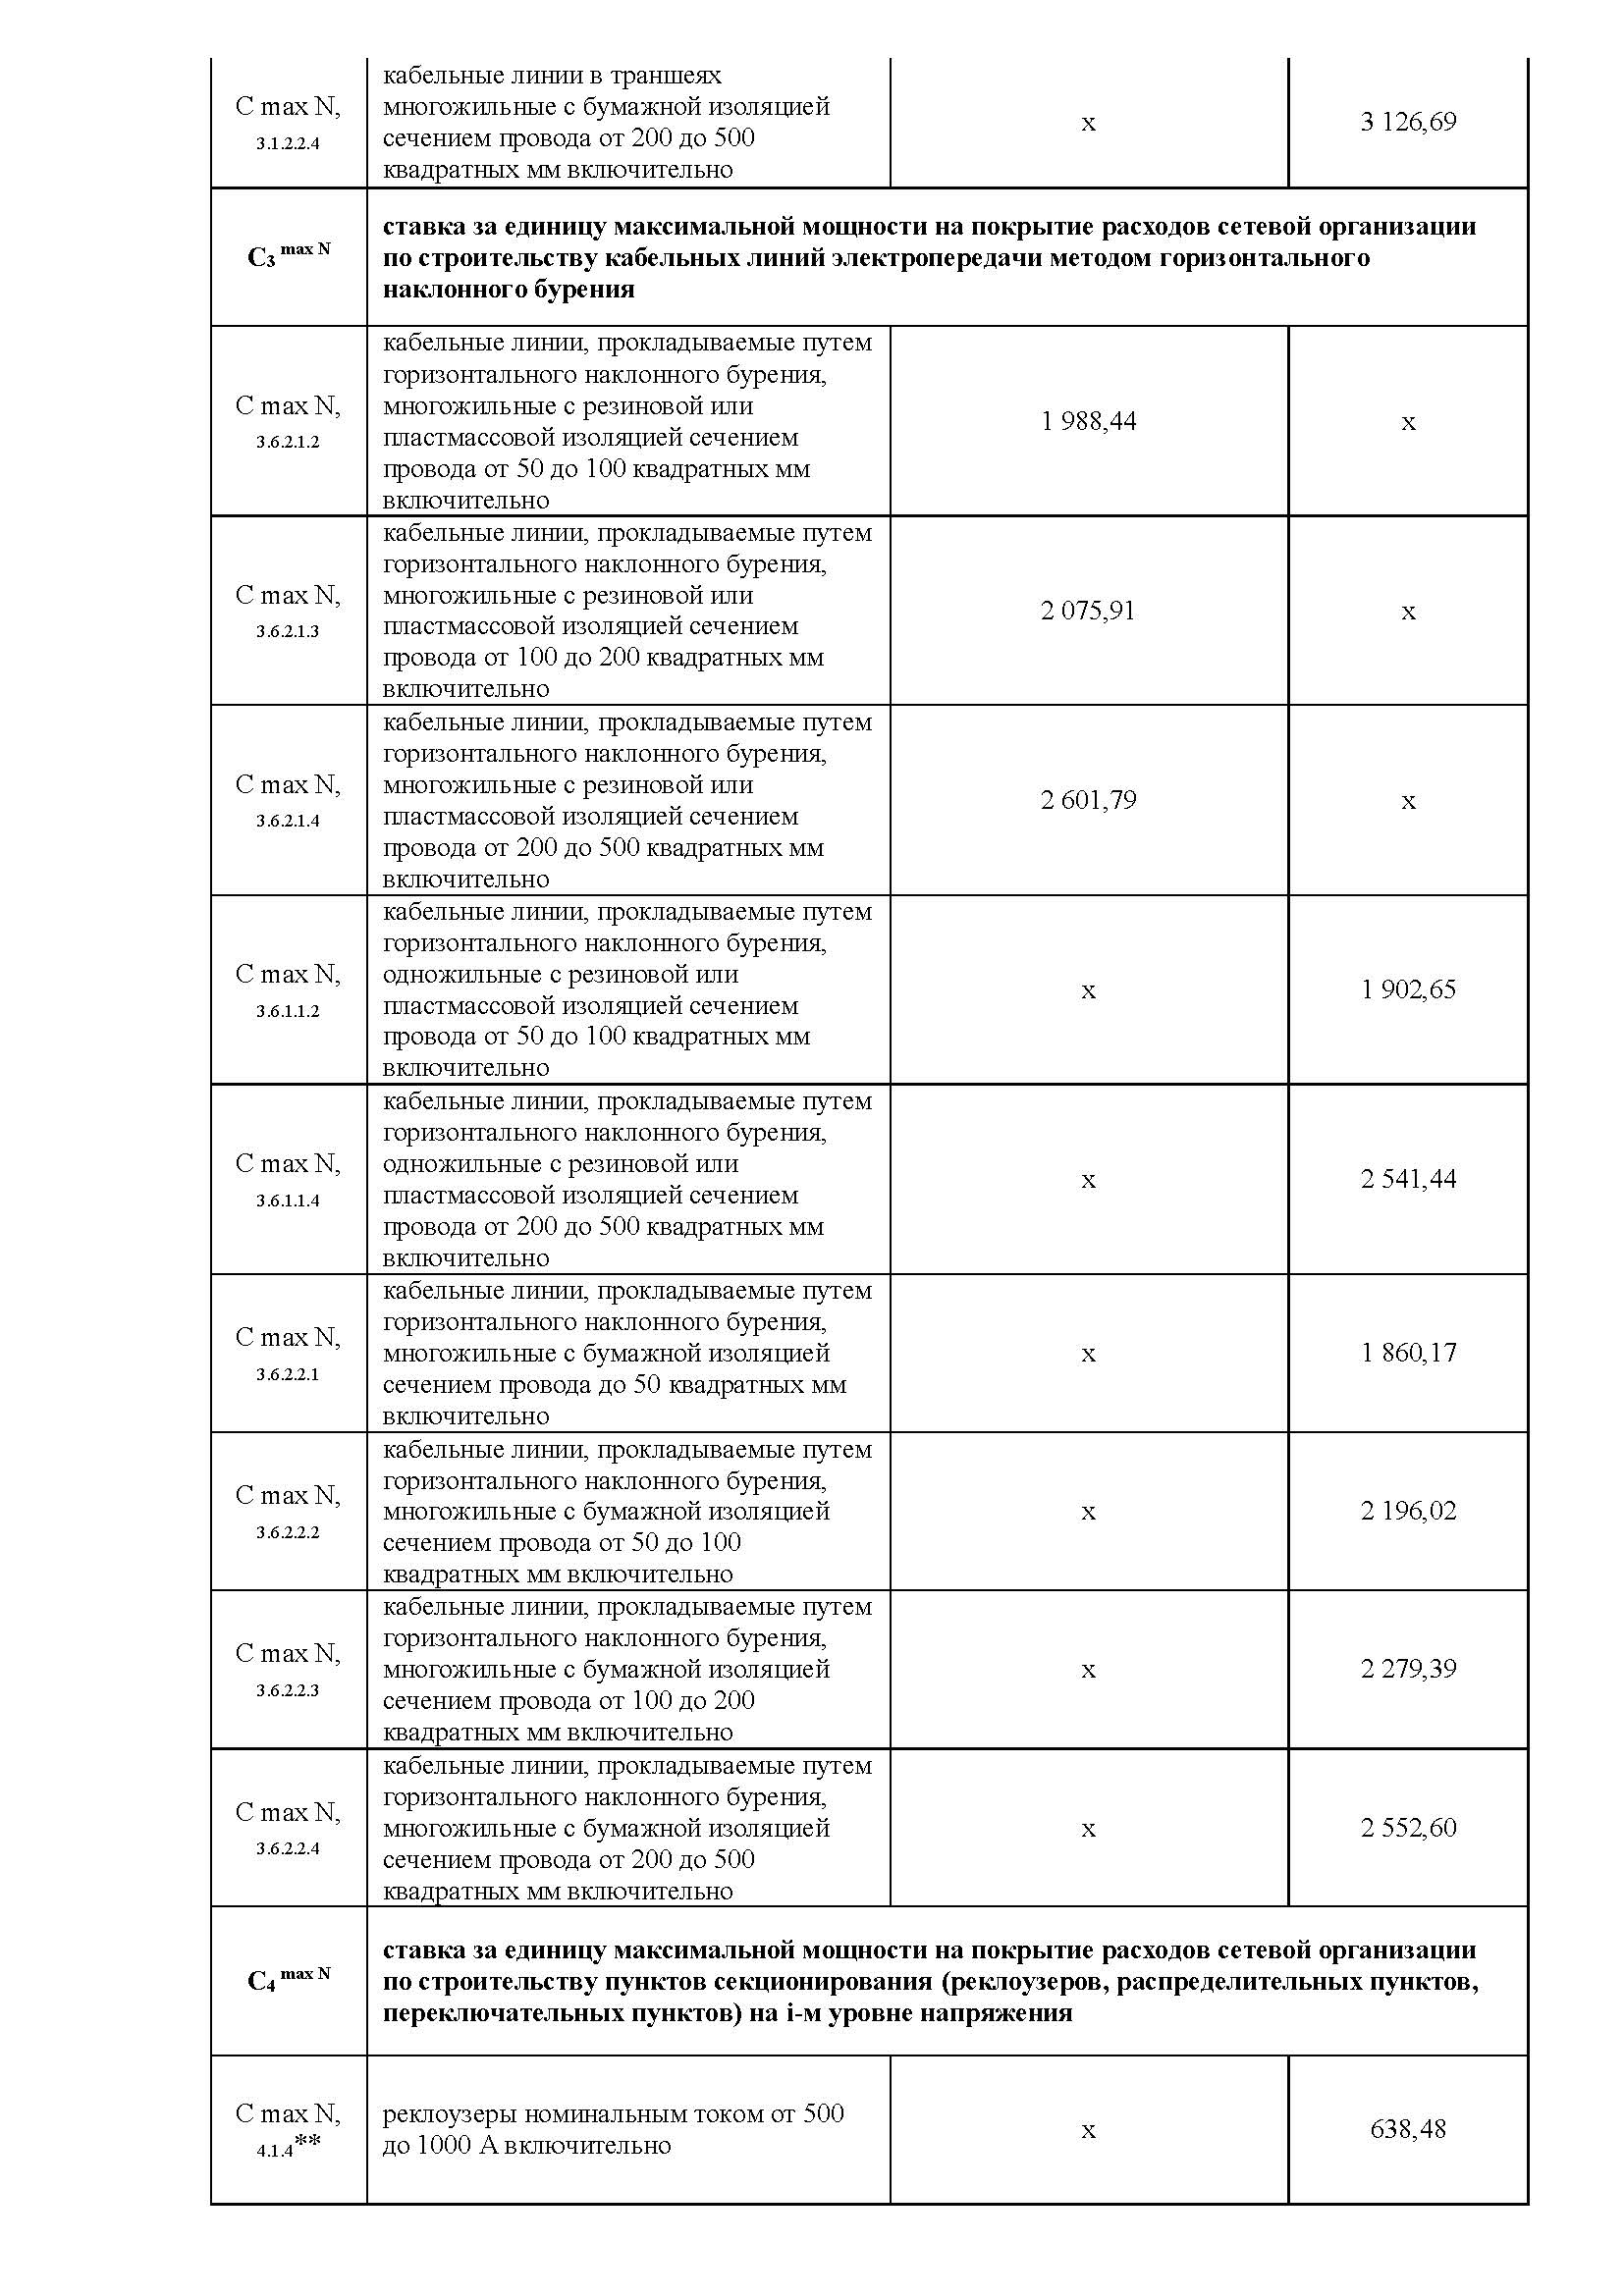 C max N,
3.1.2.2.4
кабельные линии в траншеях
многожильные с бумажной изоляцией
сечением провода от 200 до 500
квадратных мм включительно
x
3 126,69
C3 max N
ставка за единицу максимальной мощности на покрытие расходов сетевой организации
по строительству кабельных линий электропередачи методом горизонтального
наклонного бурения
C max N,
3.6.2.1.2
кабельные линии, прокладываемые путем
горизонтального наклонного бурения,
многожильные с резиновой или
пластмассовой изоляцией сечением
провода от 50 до 100 квадратных мм
включительно
1 988,44
x
C max N,
3.6.2.1.3
кабельные линии, прокладываемые путем
горизонтального наклонного бурения,
многожильные с резиновой или
пластмассовой изоляцией сечением
провода от 100 до 200 квадратных мм
включительно
2 075,91
x
C max N,
3.6.2.1.4
кабельные линии, прокладываемые путем
горизонтального наклонного бурения,
многожильные с резиновой или
пластмассовой изоляцией сечением
провода от 200 до 500 квадратных мм
включительно
2 601,79
x
C max N,
3.6.1.1.2
кабельные линии, прокладываемые путем
горизонтального наклонного бурения,
одножильные с резиновой или
пластмассовой изоляцией сечением
провода от 50 до 100 квадратных мм
включительно
x
1 902,65
C max N,
3.6.1.1.4
кабельные линии, прокладываемые путем
горизонтального наклонного бурения,
одножильные с резиновой или
пластмассовой изоляцией сечением
провода от 200 до 500 квадратных мм
включительно
x
2 541,44
C max N,
3.6.2.2.1
кабельные линии, прокладываемые путем
горизонтального наклонного бурения,
многожильные с бумажной изоляцией
сечением провода до 50 квадратных мм
включительно
x
1 860,17
C max N,
3.6.2.2.2
кабельные линии, прокладываемые путем
горизонтального наклонного бурения,
многожильные с бумажной изоляцией
сечением провода от 50 до 100
квадратных мм включительно
x
2 196,02
C max N,
3.6.2.2.3
кабельные линии, прокладываемые путем
горизонтального наклонного бурения,
многожильные с бумажной изоляцией
сечением провода от 100 до 200
квадратных мм включительно
x
2 279,39
C max N,
3.6.2.2.4
кабельные линии, прокладываемые путем
горизонтального наклонного бурения,
многожильные с бумажной изоляцией
сечением провода от 200 до 500
квадратных мм включительно
x
2 552,60
C4 max N
ставка за единицу максимальной мощности на покрытие расходов сетевой организации
по строительству пунктов секционирования (реклоузеров, распределительных пунктов,
переключательных пунктов) на i-м уровне напряжения
C max N,
4.1.4**
реклоузеры номинальным током от 500
до 1000 А включительно
x
638,48